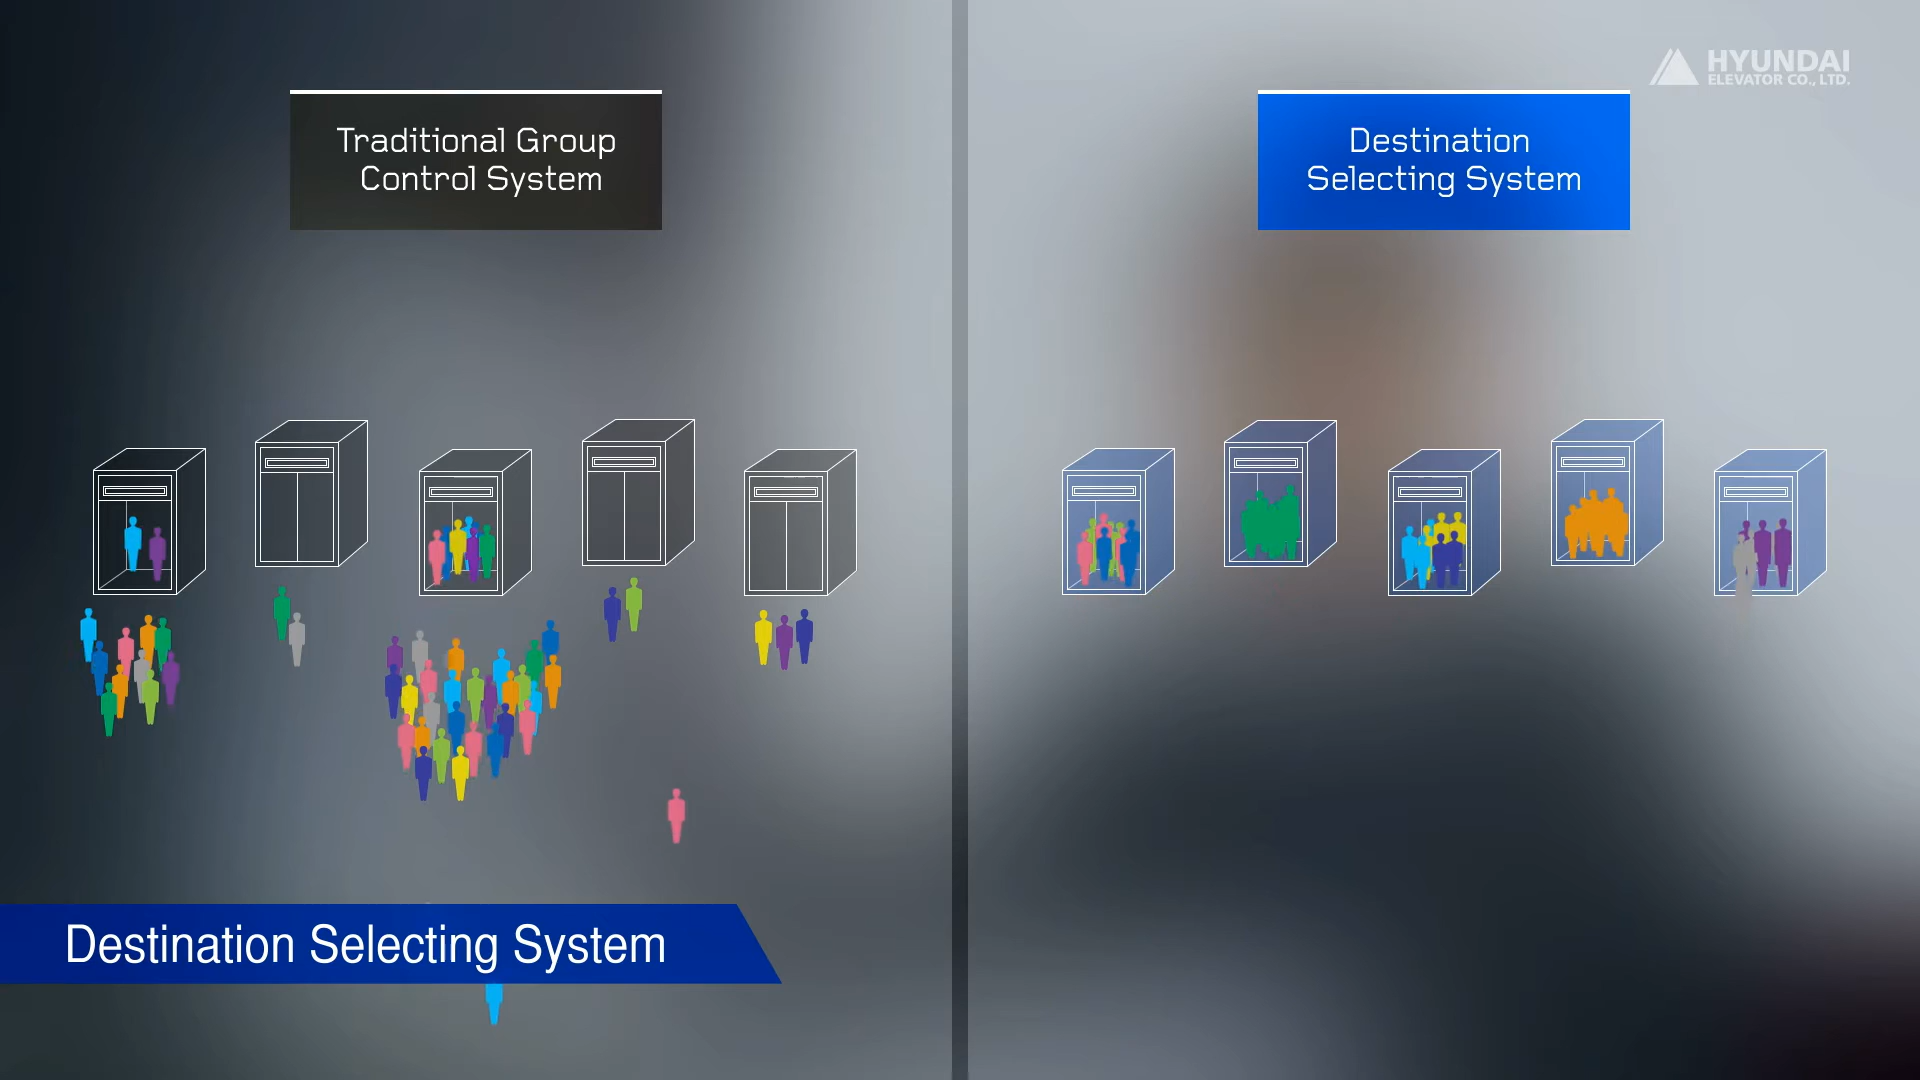 HYUNDAI
ELEVATOR CO., LTD.
Traditional Group
Control System
Destination
Selecting System
Destination Selecting System